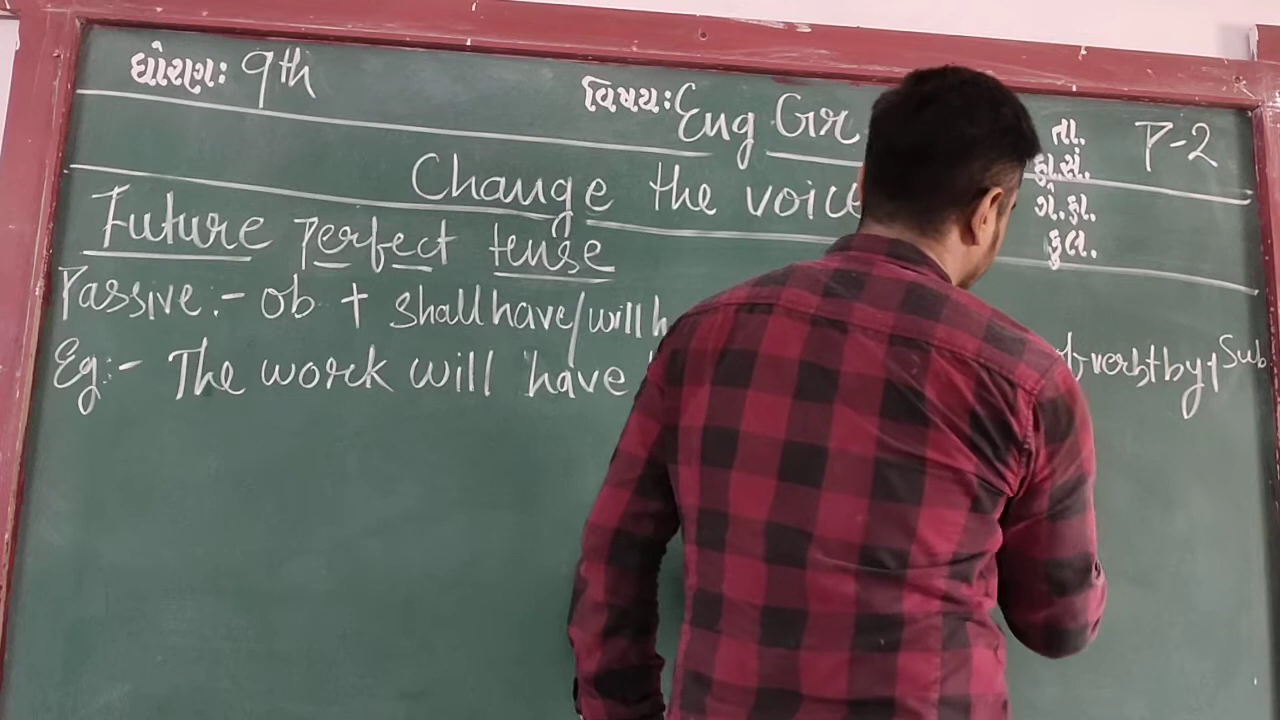 ધોરણ: 9th વિષય: Eng Gr તા. P-2
ફા.સં.
Change the voice ગે.હા.
કુલ.
Future Perfect tense
Passive:- ob + shall have/will h verb+by+Sub
Eg:- The work will have